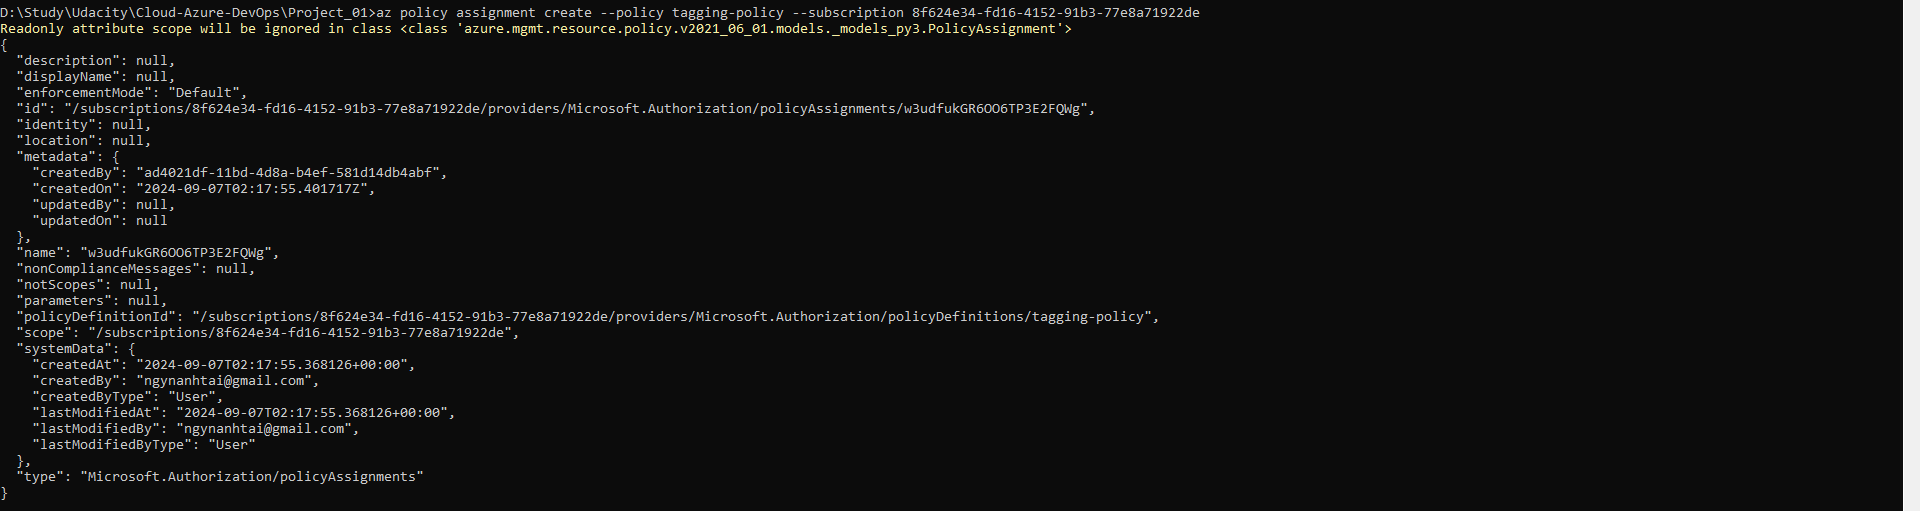 D:\Study\Udacity\Cloud-Azure-DevOps\Project_01>az policy assignment create --policy tagging-policy --subscription 8f624e34-fd16-4152-91b3-77e8a71922de
Readonly attribute scope will be ignored in class <class 'azure.mgmt.resource.policy.v2021_06_01.models._models_py3.PolicyAssignment'>
{
  "description": null,
  "displayName": null,
  "enforcementMode": "Default",
  "id": "/subscriptions/8f624e34-fd16-4152-91b3-77e8a71922de/providers/Microsoft.Authorization/policyAssignments/w3udfukGR6OO6TP3E2FQWg",
  "identity": null,
  "location": null,
  "metadata": {
    "createdBy": "ad4021df-11bd-4d8a-b4ef-581d14db4abf",
    "createdOn": "2024-09-07T02:17:55.401717Z",
    "updatedBy": null,
    "updatedOn": null
  },
  "name": "w3udfukGR6OO6TP3E2FQWg",
  "nonComplianceMessages": null,
  "notScopes": null,
  "parameters": null,
  "policyDefinitionId": "/subscriptions/8f624e34-fd16-4152-91b3-77e8a71922de/providers/Microsoft.Authorization/policyDefinitions/tagging-policy",
  "scope": "/subscriptions/8f624e34-fd16-4152-91b3-77e8a71922de",
  "systemData": {
    "createdAt": "2024-09-07T02:17:55.368126+00:00",
    "createdBy": "ngynanhtai@gmail.com",
    "createdByType": "User",
    "lastModifiedAt": "2024-09-07T02:17:55.368126+00:00",
    "lastModifiedBy": "ngynanhtai@gmail.com",
    "lastModifiedByType": "User"
  },
  "type": "Microsoft.Authorization/policyAssignments"
}